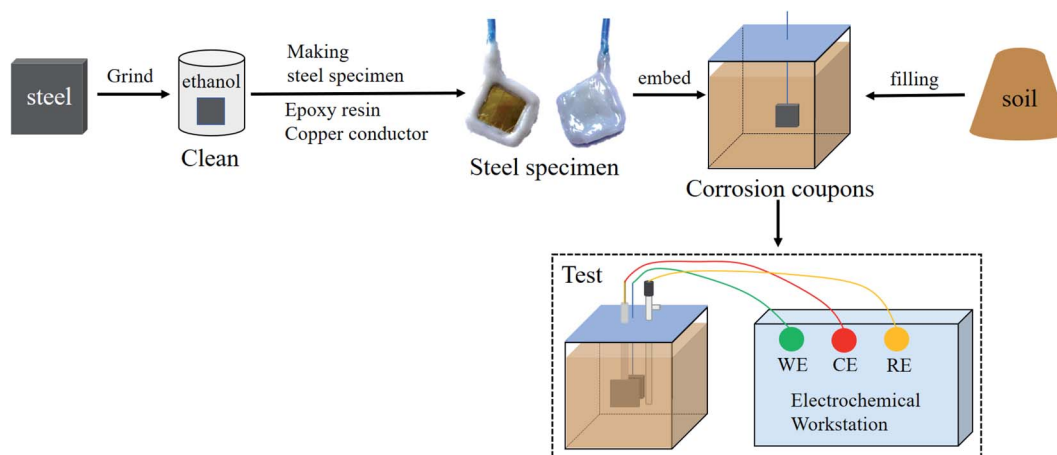 steel
Grind
ethanol
Clean
Making
steel specimen
Epoxy resin
Copper conductor
Steel specimen
embed
Corrosion coupons
filling
soil
Test
WE
CE
RE
Electrochemical
Workstation